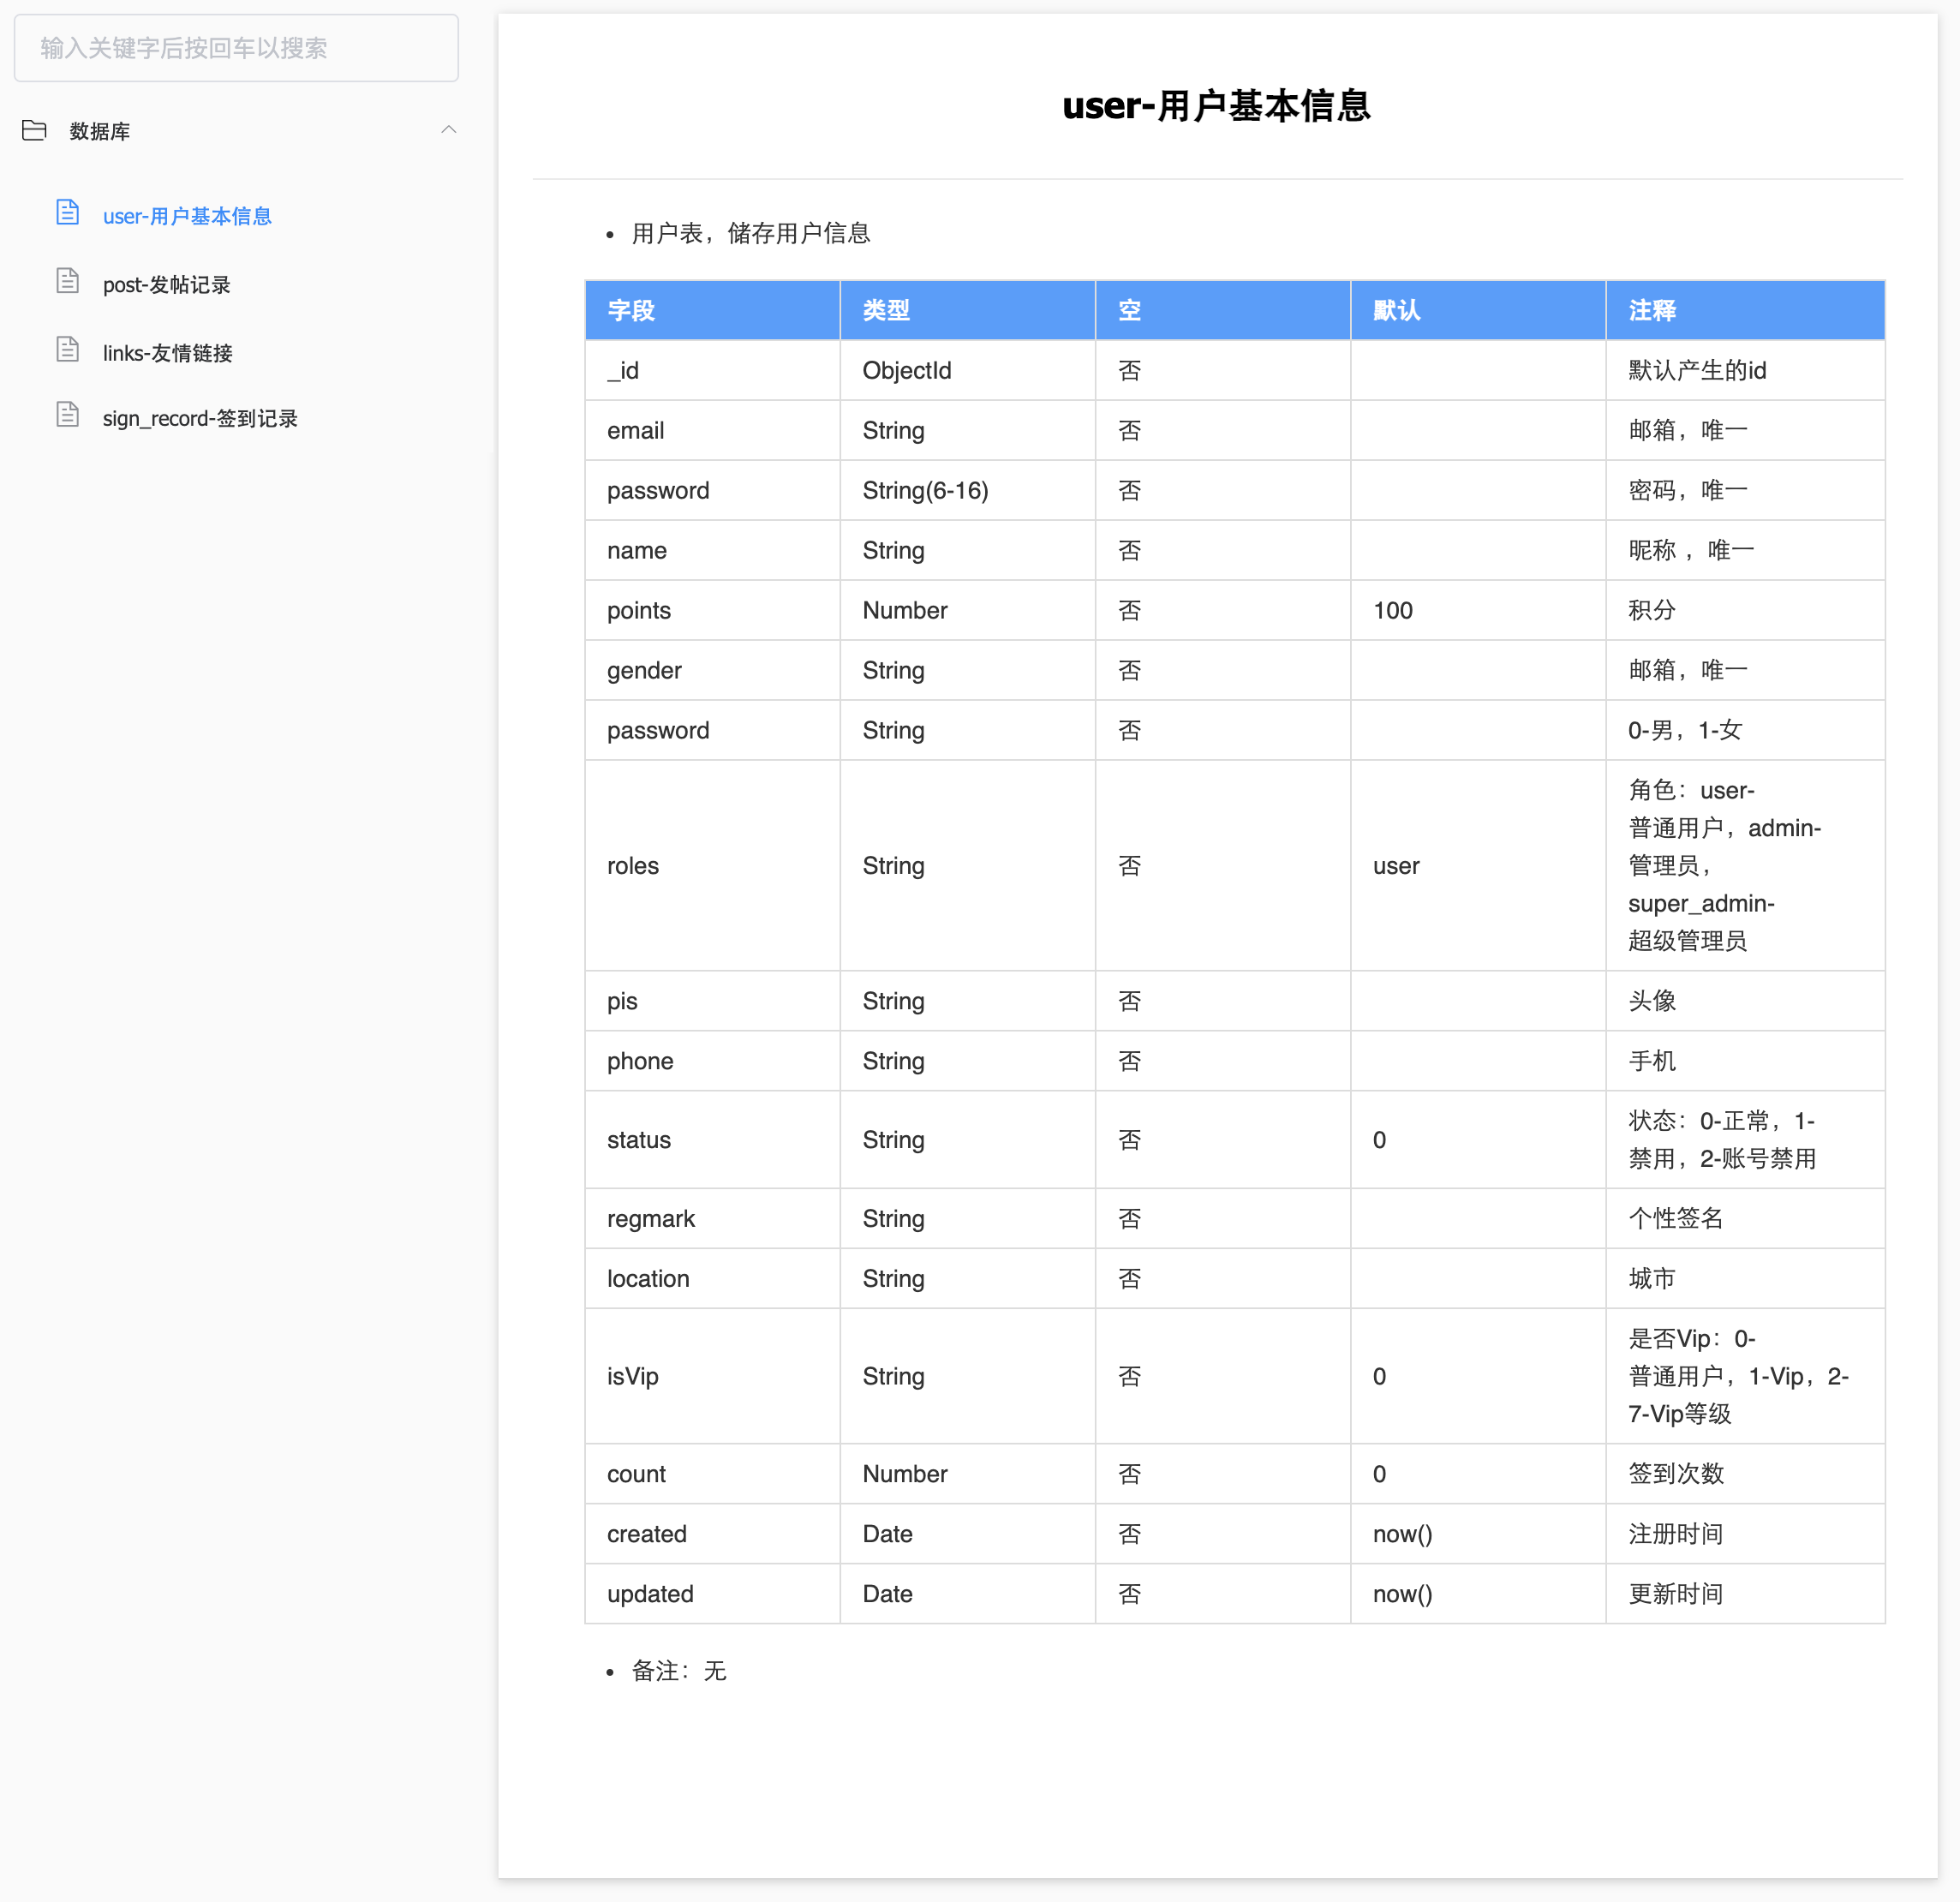 输入关键字后按回车以搜索
数据库
user-用户基本信息
post-发帖记录
links-友情链接
sign_record-签到记录
user-用户基本信息
• 用户表，储存用户信息
字段 类型 空 默认 注释
_id ObjectId 否 默认产生的id
email String 否 邮箱，唯一
password String(6-16) 否 密码，唯一
name String 否 昵称 ，唯一
points Number 否 100 积分
gender String 否 邮箱，唯一
password String 否 0-男，1-女
roles String 否 user 角色：user-
普通用户，admin-
管理员，
super_admin-
超级管理员
pis String 否 头像
phone String 否 手机
status String 否 0 状态：0-正常，1-
禁用，2-账号禁用
regmark String 否 个性签名
location String 否 城市
isVip String 否 0 是否Vip：0-
普通用户，1-Vip，2-
7-Vip等级
count Number 否 0 签到次数
created Date 否 now() 注册时间
updated Date 否 now() 更新时间
• 备注：无